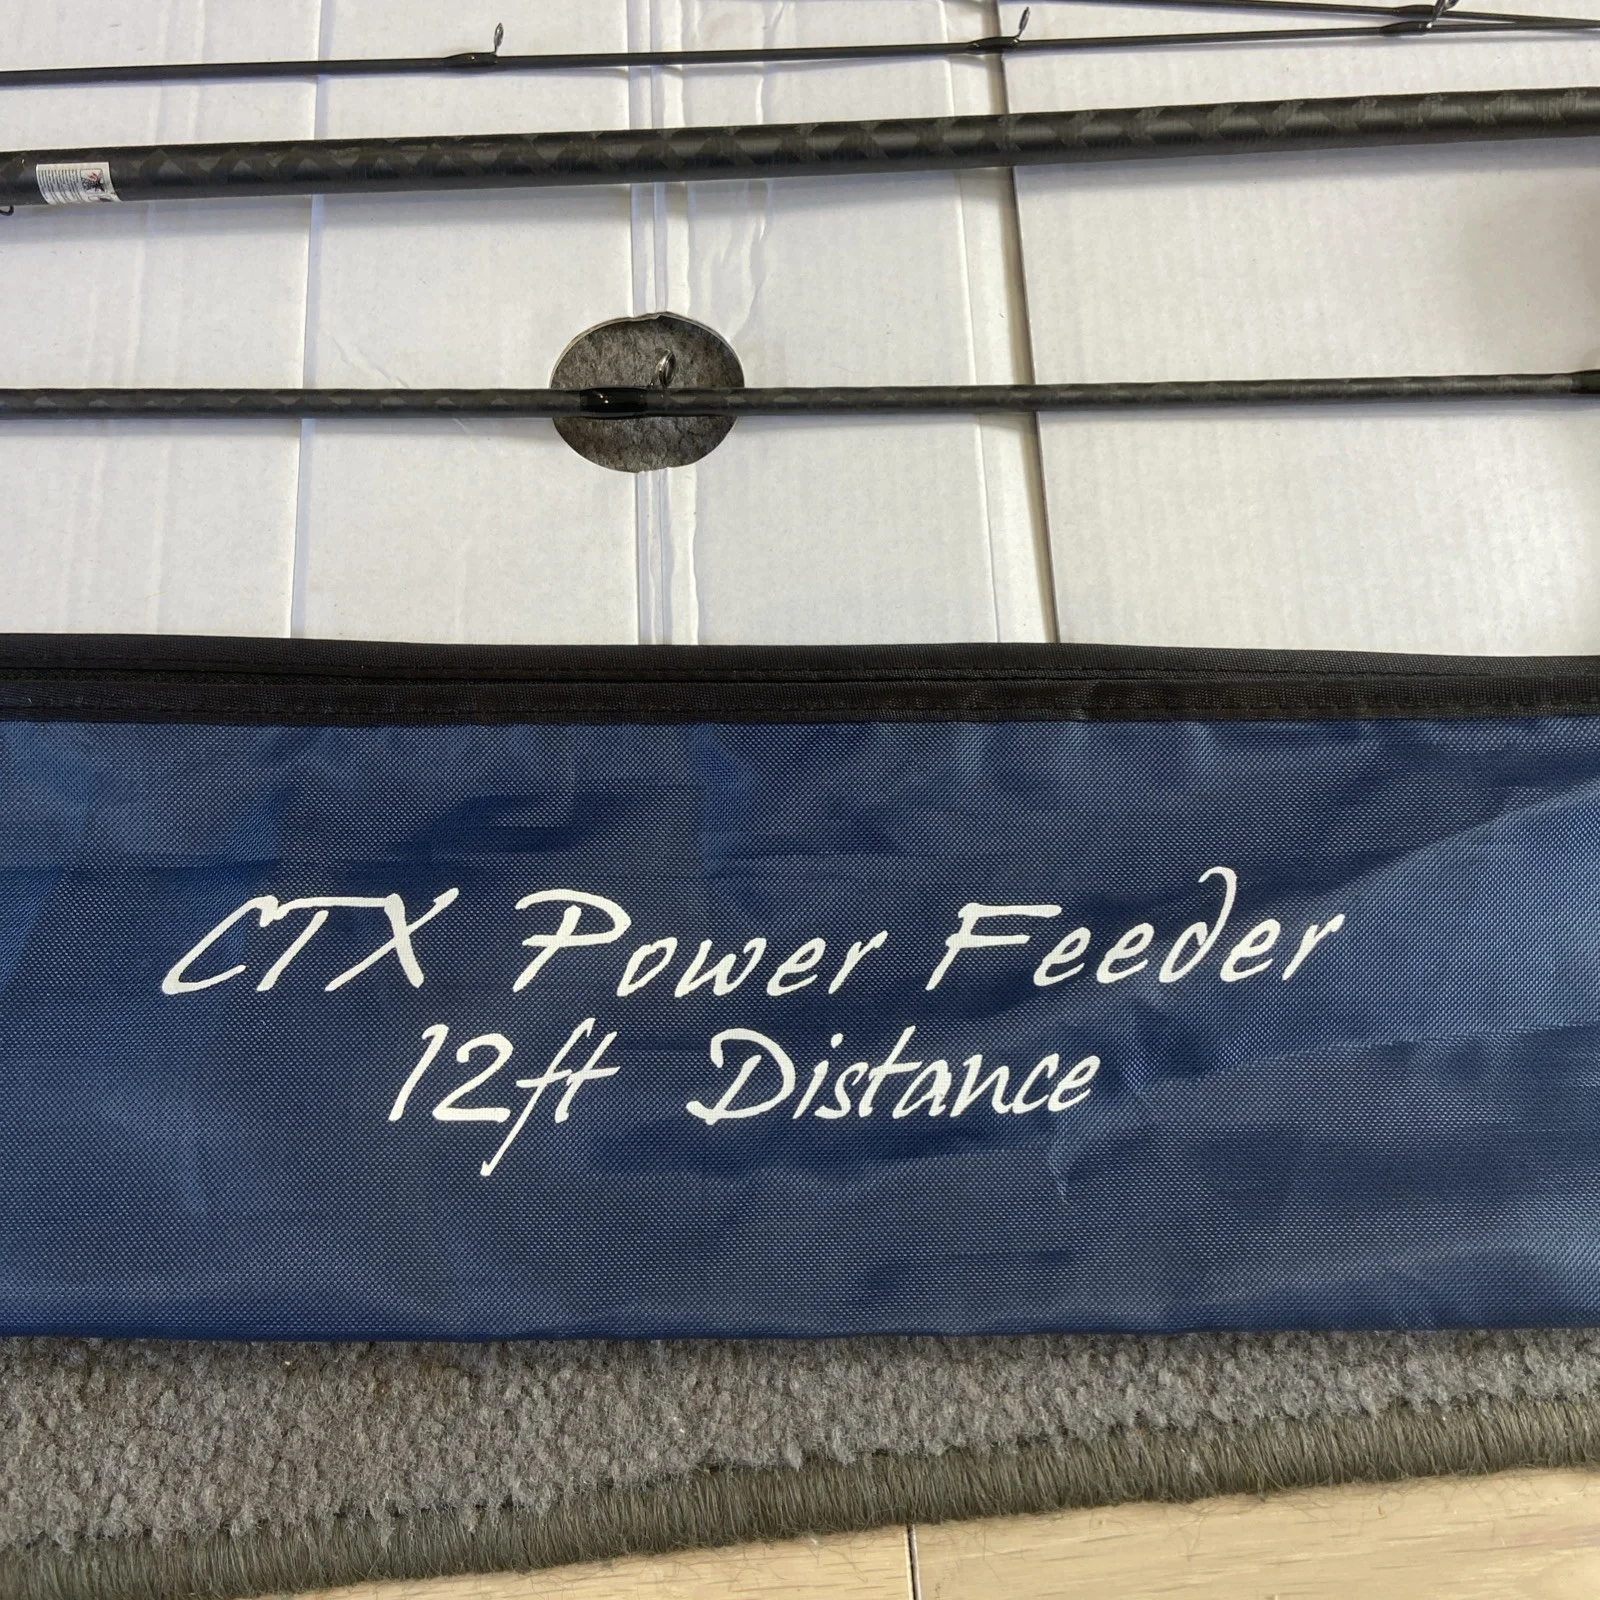 CTX Power Feeder
12ft Distance